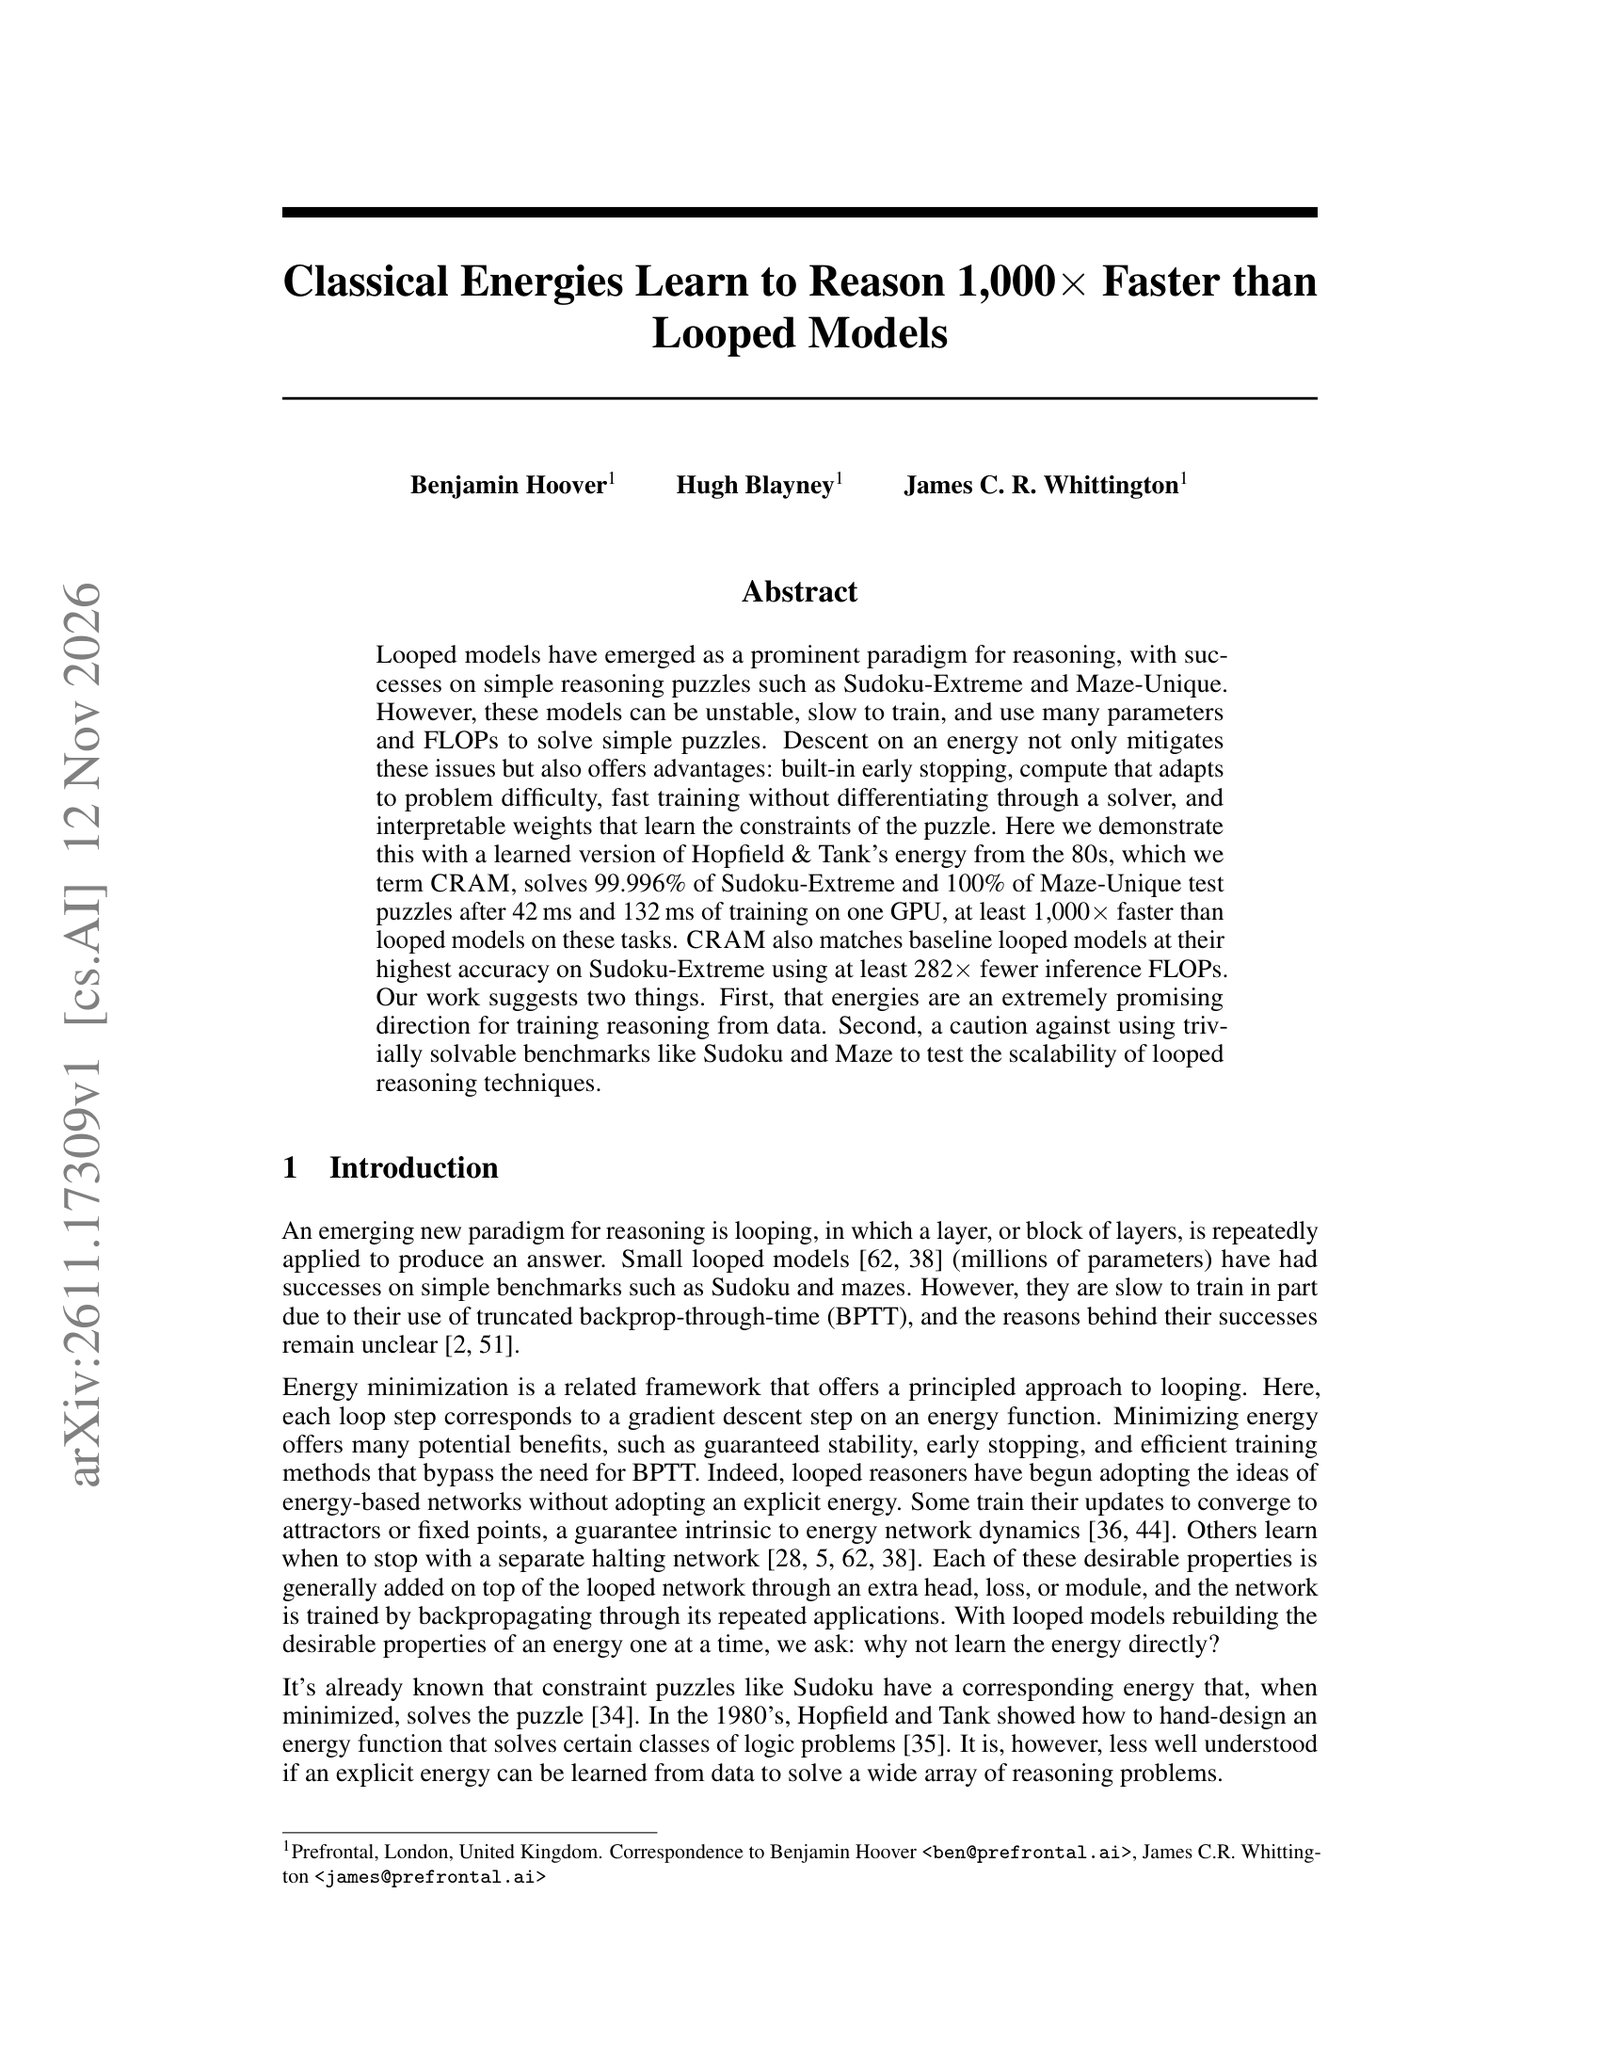 Classical Energies Learn to Reason 1,000× Faster than
Looped Models
Benjamin Hoover¹ Hugh Blayney¹ James C. R. Whittington¹
Abstract
Looped models have emerged as a prominent paradigm for reasoning, with suc-
cesses on simple reasoning puzzles such as Sudoku-Extreme and Maze-Unique.
However, these models can be unstable, slow to train, and use many parameters
and FLOPs to solve simple puzzles. Descent on an energy not only mitigates
these issues but also offers advantages: built-in early stopping, compute that adapts
to problem difficulty, fast training without differentiating through a solver, and
interpretable weights that learn the constraints of the puzzle. Here we demonstrate
this with a learned version of Hopfield & Tank's energy from the 80s, which we
term CRAM, solves 99.996% of Sudoku-Extreme and 100% of Maze-Unique test
puzzles after 42 ms and 132 ms of training on one GPU, at least 1,000× faster than
looped models on these tasks. CRAM also matches baseline looped models at their
highest accuracy on Sudoku-Extreme using at least 282× fewer inference FLOPs.
Our work suggests two things. First, that energies are an extremely promising
direction for training reasoning from data. Second, a caution against using triv-
ially solvable benchmarks like Sudoku and Maze to test the scalability of looped
reasoning techniques.
1 Introduction
An emerging new paradigm for reasoning is looping, in which a layer, or block of layers, is repeatedly
applied to produce an answer. Small looped models [62, 38] (millions of parameters) have had
successes on simple benchmarks such as Sudoku and mazes. However, they are slow to train in part
due to their use of truncated backprop-through-time (BPTT), and the reasons behind their successes
remain unclear [2, 51].
Energy minimization is a related framework that offers a principled approach to looping. Here,
each loop step corresponds to a gradient descent step on an energy function. Minimizing energy
offers many potential benefits, such as guaranteed stability, early stopping, and efficient training
methods that bypass the need for BPTT. Indeed, looped reasoners have begun adopting the ideas of
energy-based networks without adopting an explicit energy. Some train their updates to converge to
attractors or fixed points, a guarantee intrinsic to energy network dynamics [36, 44]. Others learn
when to stop with a separate halting network [28, 5, 62, 38]. Each of these desirable properties is
generally added on top of the looped network through an extra head, loss, or module, and the network
is trained by backpropagating through its repeated applications. With looped models rebuilding the
desirable properties of an energy one at a time, we ask: why not learn the energy directly?
It's already known that constraint puzzles like Sudoku have a corresponding energy that, when
minimized, solves the puzzle [34]. In the 1980's, Hopfield and Tank showed how to hand-design an
energy function that solves certain classes of logic problems [35]. It is, however, less well understood
if an explicit energy can be learned from data to solve a wide array of reasoning problems.
¹Prefrontal, London, United Kingdom. Correspondence to Benjamin Hoover <ben@prefrontal.ai>, James C.R. Whitting-
ton <james@prefrontal.ai>
arXiv:2611.17309v1 [cs.AI] 12 Nov 2026